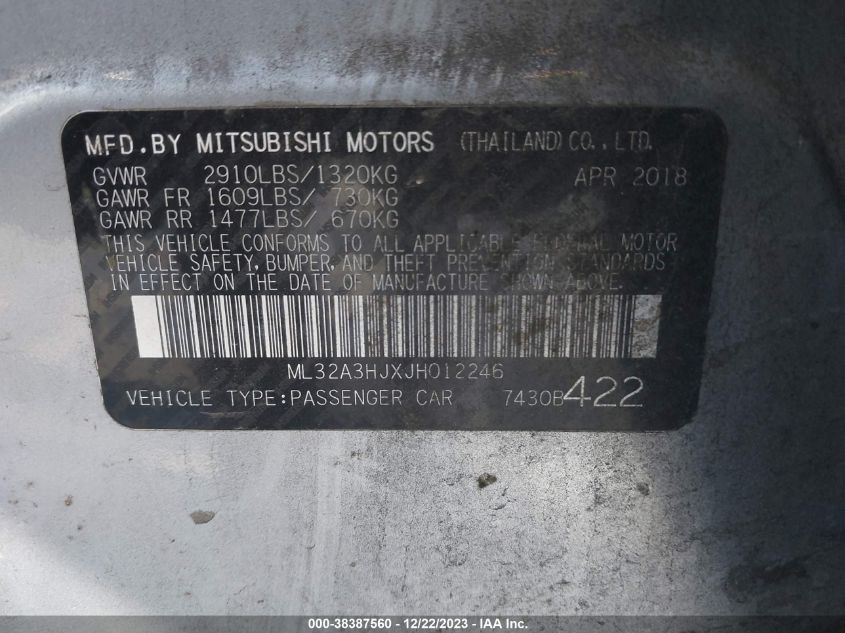 MFD.BY MITSUBISHI MOTORS (THAILAND) CO., LTD.
GVWR 2910LBS/1320KG APR 2018
GAWR FR 1609LBS/ 730KG
GAWR RR 1477LBS/ 670KG
THIS VEHICLE CONFORMS TO ALL APPLICABLE FEDERAL MOTOR
VEHICLE SAFETY, BUMPER, AND THEFT PREVENTION STANDARDS
IN EFFECT ON THE DATE OF MANUFACTURE SHOWN ABOVE.
ML32A3HJXJH012246
VEHICLE TYPE:PASSENGER CAR 7430B422
000-38387560 - 12/22/2023 - Copyright IAA, Inc.